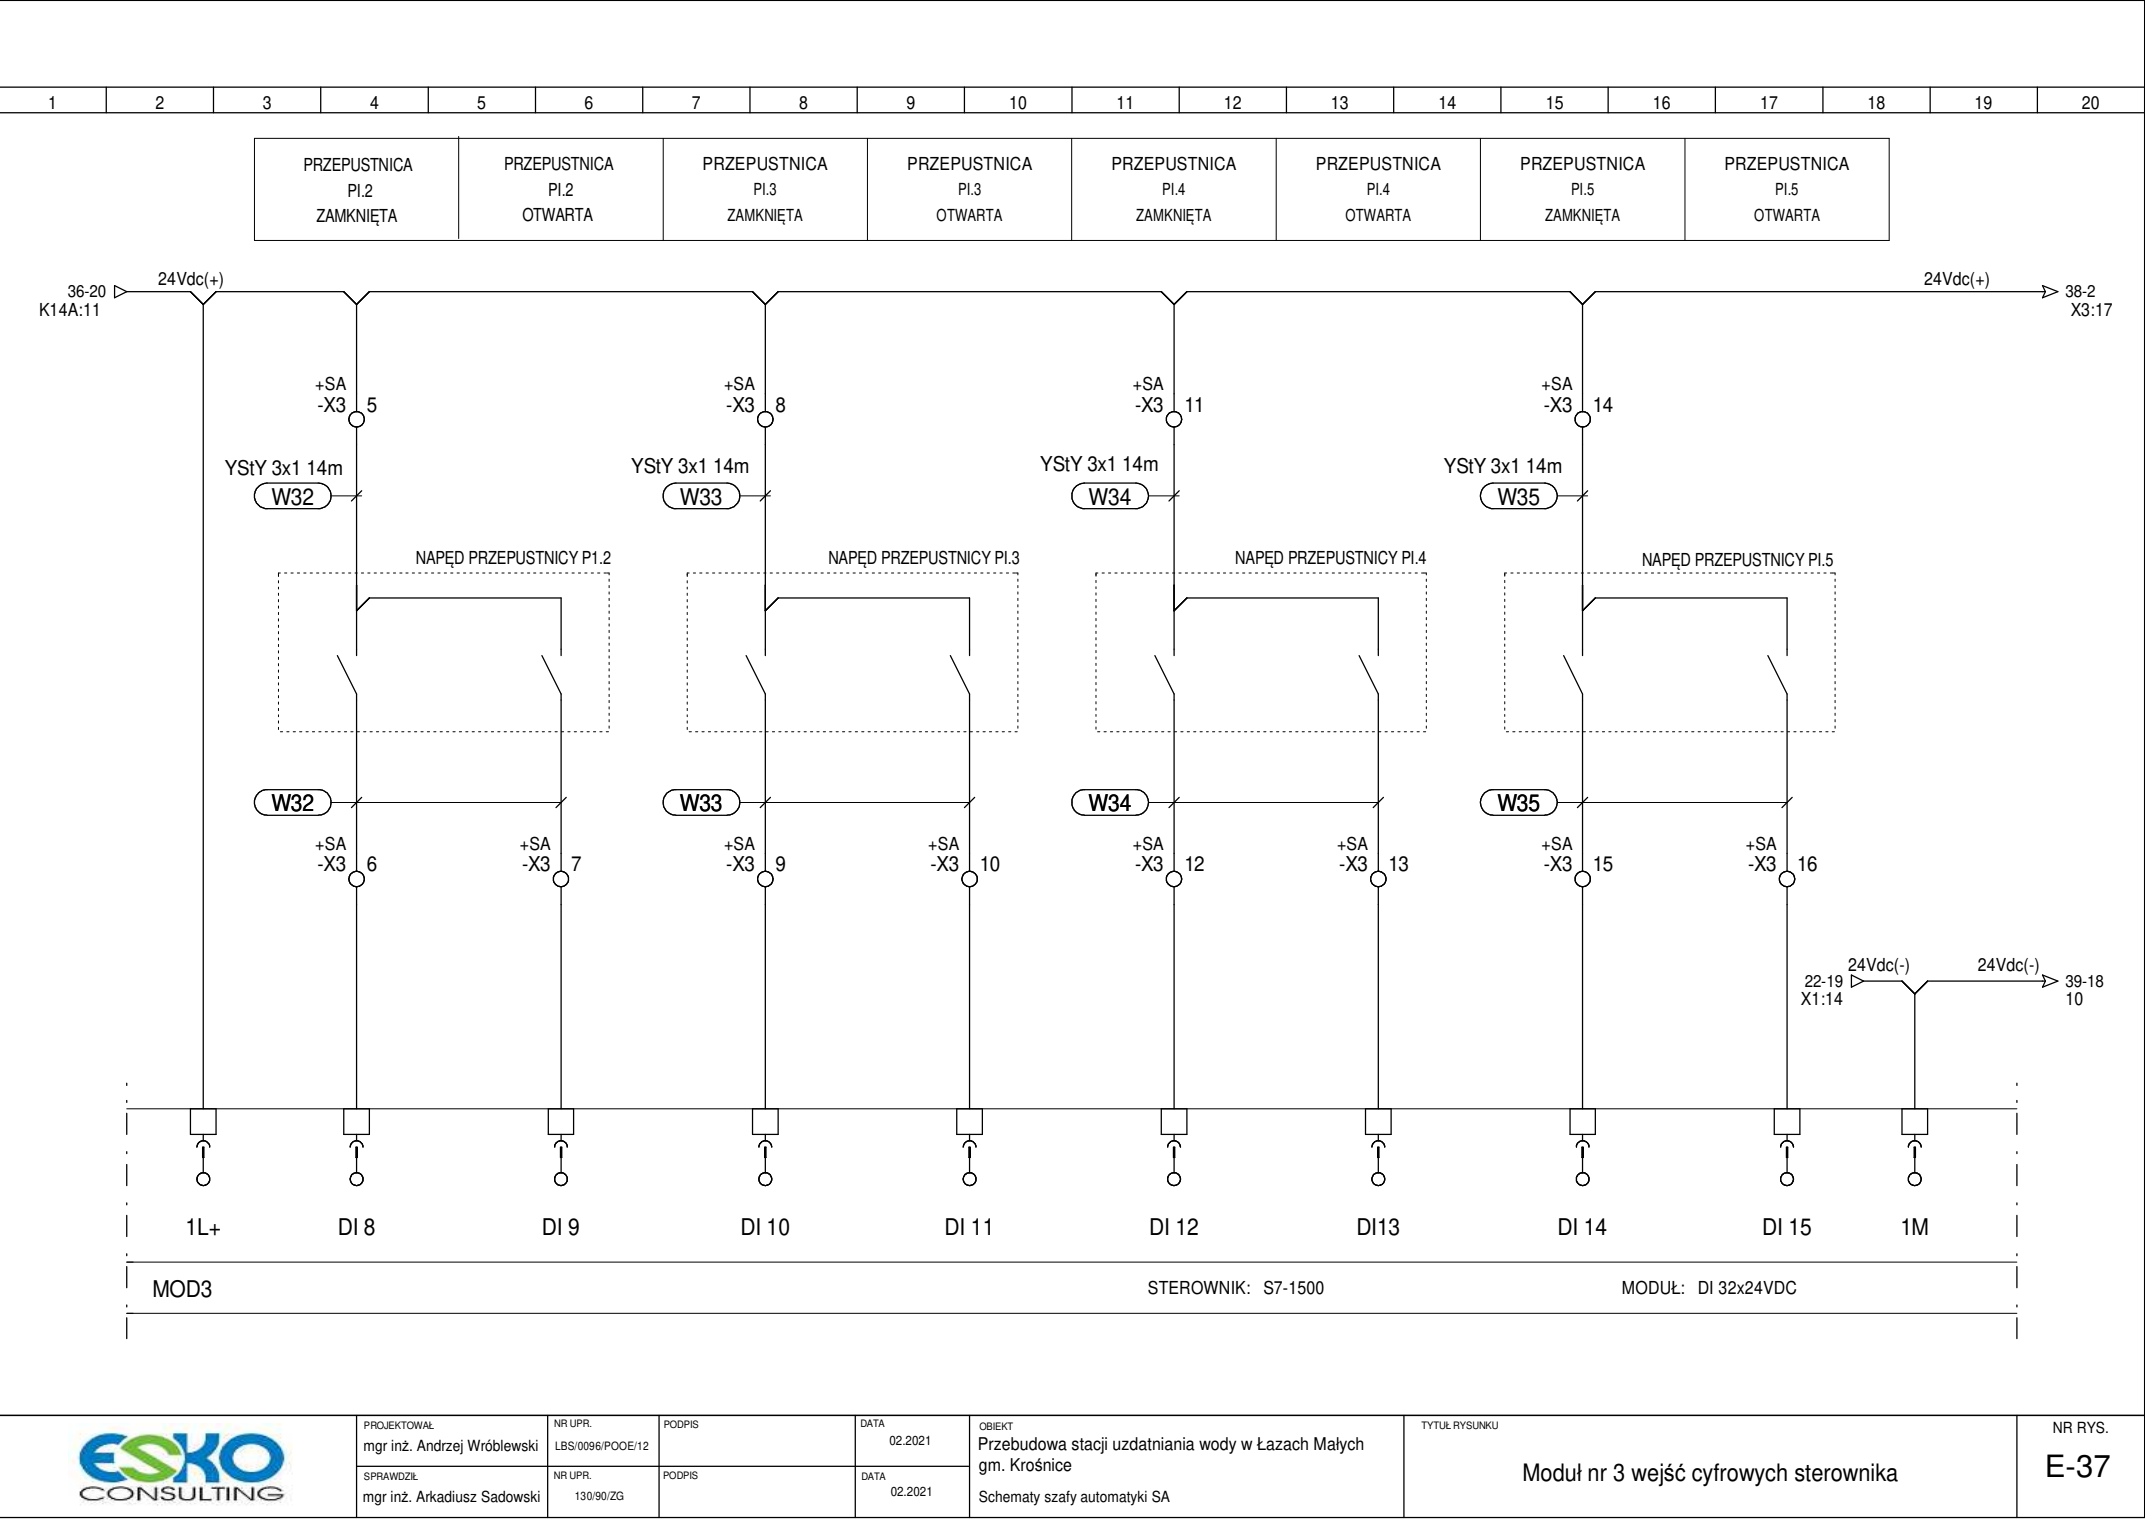 1 2 3 4 5 6 7 8 9 10 11 12 13 14 15 16 17 18 19 20
PRZEPUSTNICA PRZEPUSTNICA PRZEPUSTNICA PRZEPUSTNICA PRZEPUSTNICA PRZEPUSTNICA PRZEPUSTNICA PRZEPUSTNICA
PI.2 PI.2 PI.3 PI.3 PI.4 PI.4 PI.5 PI.5
ZAMKNIĘTA OTWARTA ZAMKNIĘTA OTWARTA ZAMKNIĘTA OTWARTA ZAMKNIĘTA OTWARTA
36-20 24Vdc(+) 24Vdc(+) 38-2
K14A:11 X3:17
+SA +SA +SA +SA
-X3 5 -X3 8 -X3 11 -X3 14
YStY 3x1 14m YStY 3x1 14m YStY 3x1 14m YStY 3x1 14m
W32 W33 W34 W35
NAPĘD PRZEPUSTNICY P1.2 NAPĘD PRZEPUSTNICY PI.3 NAPĘD PRZEPUSTNICY PI.4 NAPĘD PRZEPUSTNICY PI.5
W32 W33 W34 W35
+SA +SA +SA +SA +SA +SA +SA +SA
-X3 6 -X3 7 -X3 9 -X3 10 -X3 12 -X3 13 -X3 15 -X3 16
22-19 24Vdc(-) 24Vdc(-) 39-18
X1:14 10
1L+ DI 8 DI 9 DI 10 DI 11 DI 12 DI13 DI 14 DI 15 1M
MOD3 STEROWNIK: S7-1500 MODUŁ: DI 32x24VDC
ESKO
CONSULTING
PROJEKTOWAŁ
mgr inż. Andrzej Wróblewski
NR UPR.
LBS/0096/POOE/12
PODPIS
DATA
02.2021
SPRAWDZIŁ
mgr inż. Arkadiusz Sadowski
NR UPR.
130/90/ZG
PODPIS
DATA
02.2021
OBIEKT
Przebudowa stacji uzdatniania wody w Łazach Małych
gm. Krośnice
Schematy szafy automatyki SA
TYTUŁ RYSUNKU
Moduł nr 3 wejść cyfrowych sterownika
NR RYS.
E-37